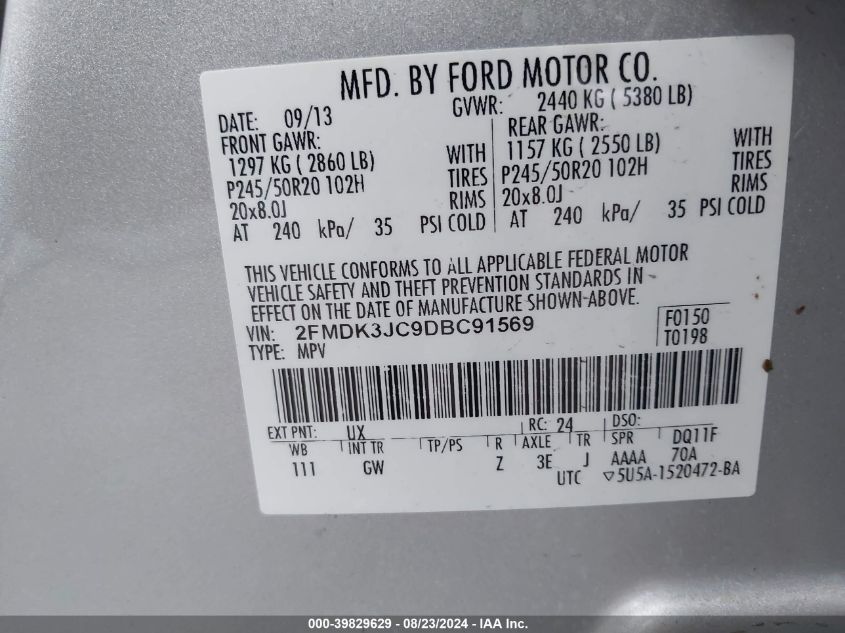 MFD. BY FORD MOTOR CO.
DATE: 09/13 GVWR: 2440 KG ( 5380 LB)
FRONT GAWR: REAR GAWR:
1297 KG ( 2860 LB) WITH 1157 KG ( 2550 LB) WITH
P245/50R20 102H TIRES P245/50R20 102H TIRES
20x8.0J RIMS 20x8.0J RIMS
AT 240 kPa/ 35 PSI COLD AT 240 kPa/ 35 PSI COLD
THIS VEHICLE CONFORMS TO ALL APPLICABLE FEDERAL MOTOR
VEHICLE SAFETY AND THEFT PREVENTION STANDARDS IN
EFFECT ON THE DATE OF MANUFACTURE SHOWN-ABOVE.
VIN: 2FMDK3JC9DBC91569 F0150
TYPE: MPV T0198
EXT PNT: UX RC: 24 DSO:
WB INT TR TP/PS R AXLE TR SPR DQ11F
111 GW Z 3E J AAAA 70A
UTC ▽5U5A-1520472-BA
000-39829629 - 08/23/2024 - IAA Inc.